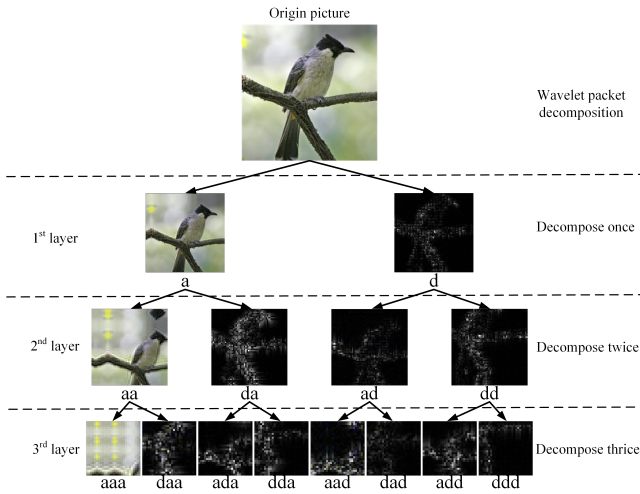 Origin picture
Wavelet packet
decomposition
1st layer
Decompose once
a
d
2nd layer
Decompose twice
aa
da
ad
dd
3rd layer
Decompose thrice
aaa
daa
ada
dda
aad
dad
add
ddd